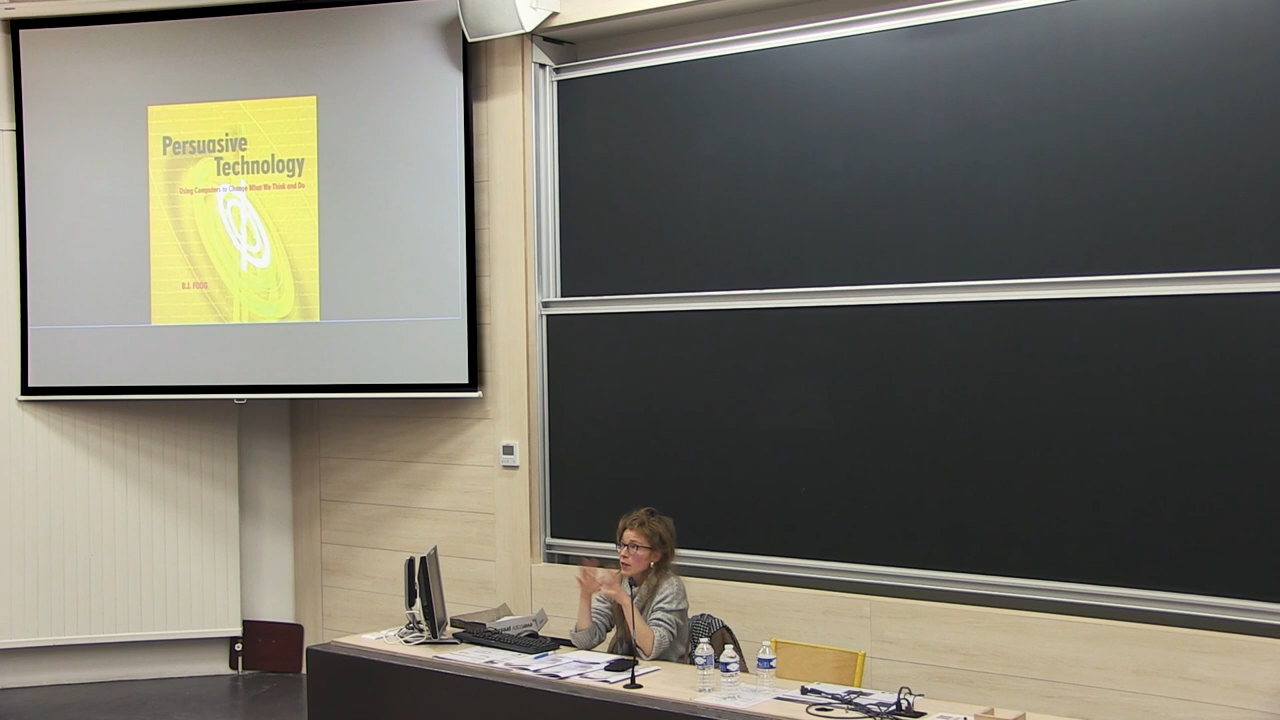 Persuasive
Technology
Using Computers to Change What We Think and Do
B.J. FOGG